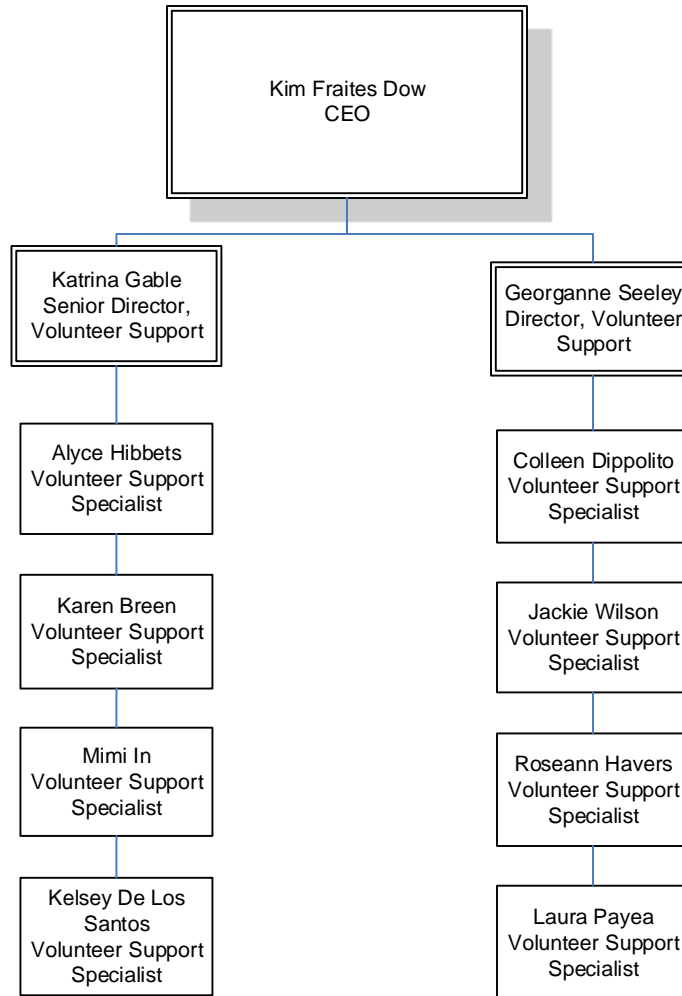 Kim Fraites Dow
CEO
Katrina Gable
Senior Director,
Volunteer Support
Georganne Seeley
Director, Volunteer
Support
Alyce Hibbets
Volunteer Support
Specialist
Colleen Dippolito
Volunteer Support
Specialist
Karen Breen
Volunteer Support
Specialist
Jackie Wilson
Volunteer Support
Specialist
Mimi In
Volunteer Support
Specialist
Roseann Havers
Volunteer Support
Specialist
Kelsey De Los
Santos
Volunteer Support
Specialist
Laura Payea
Volunteer Support
Specialist